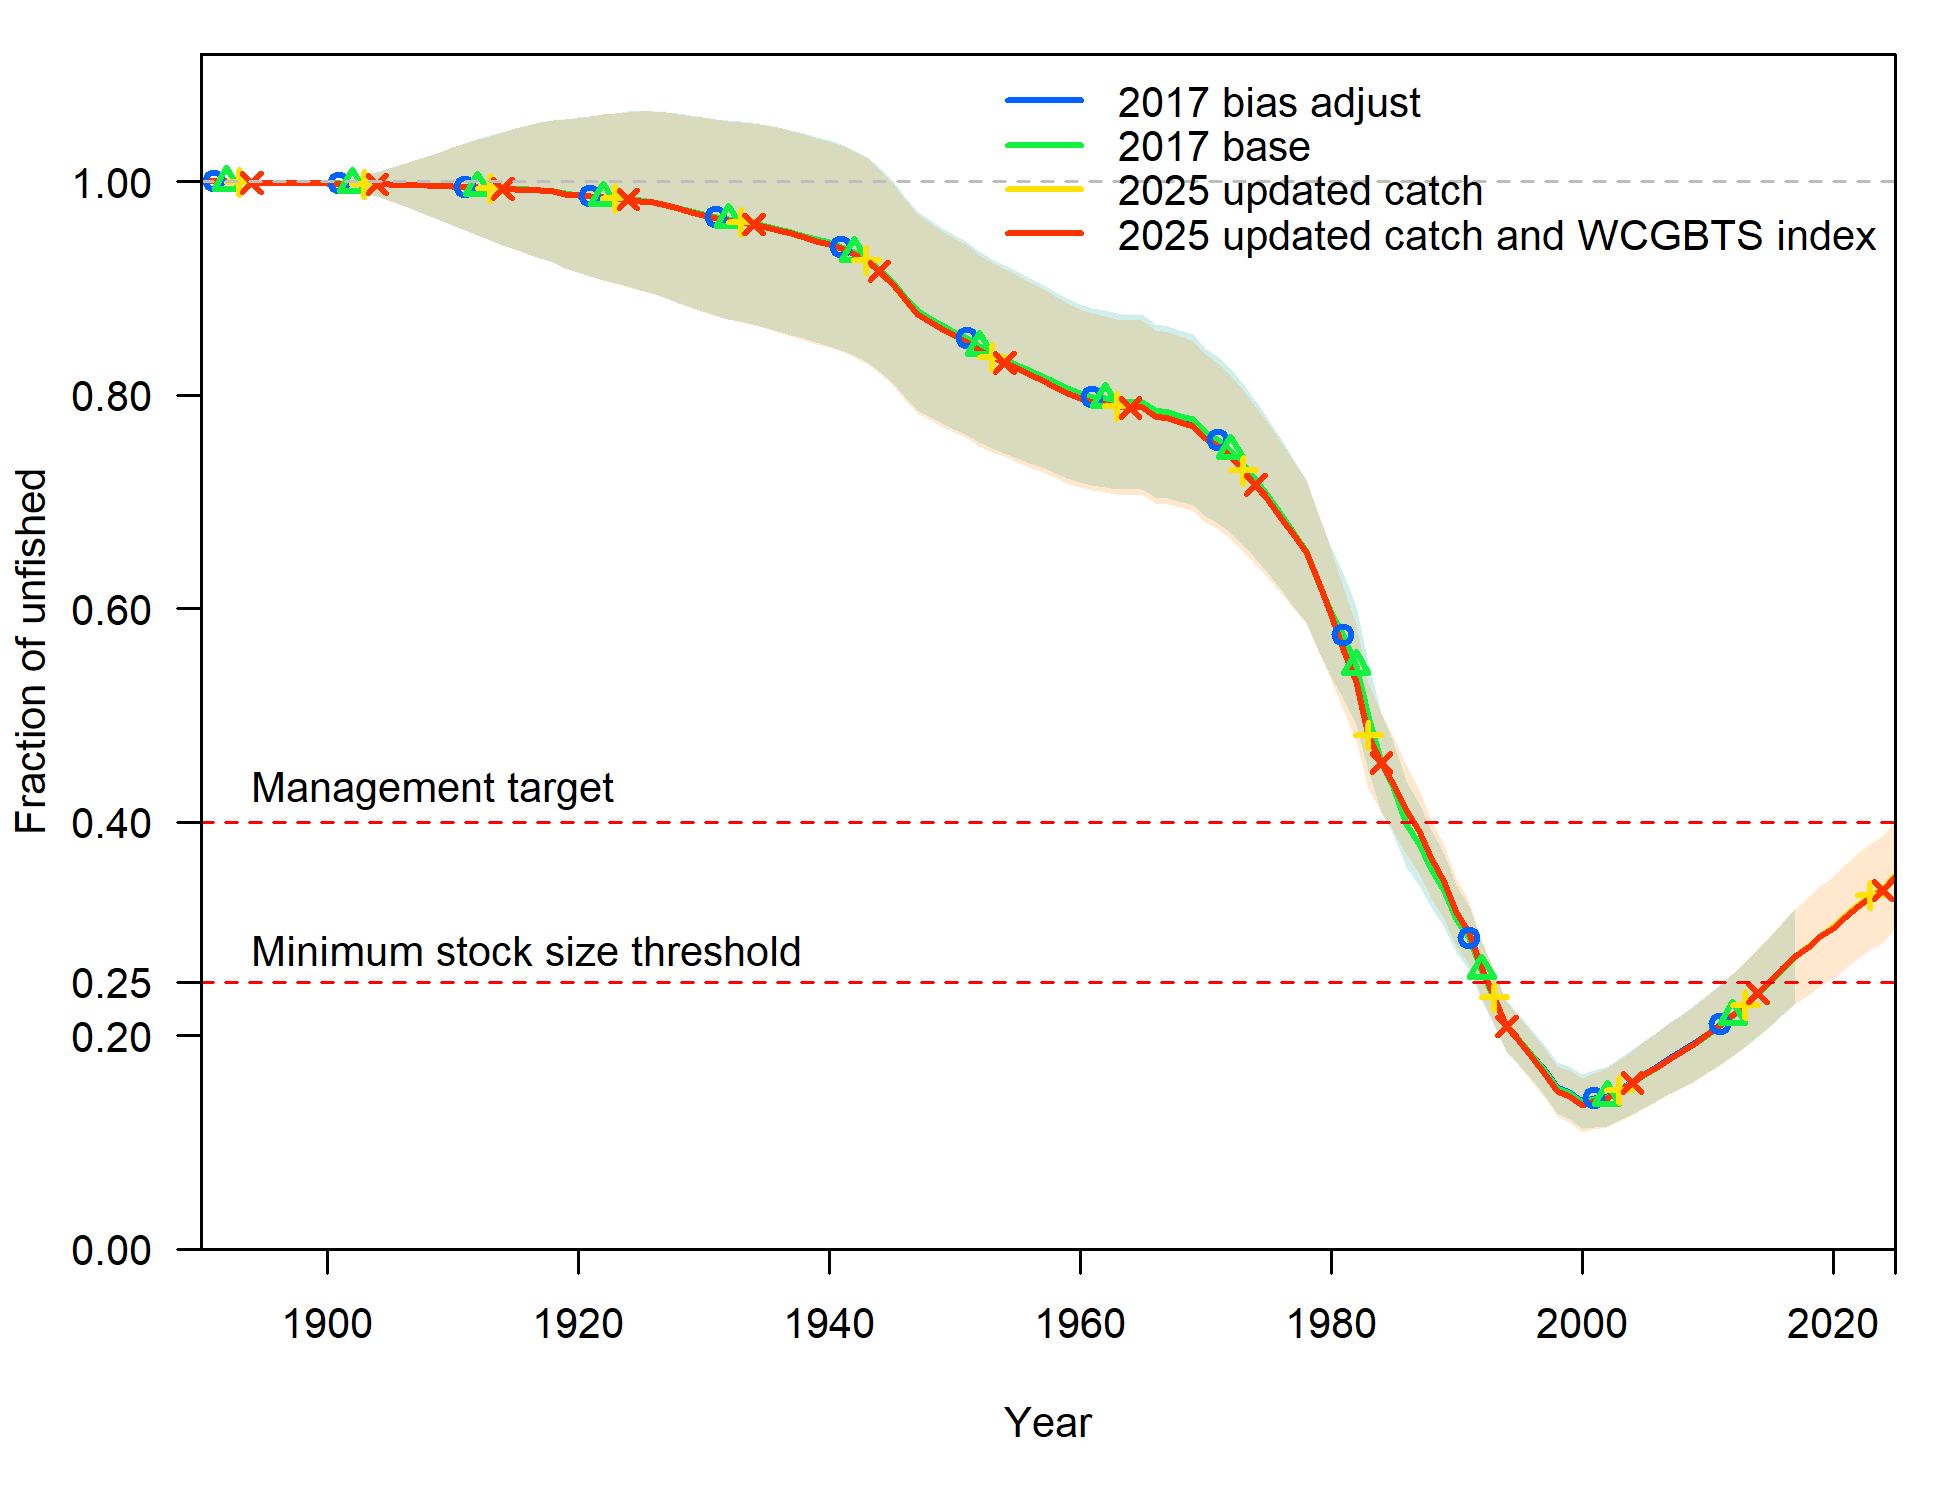 2017 bias adjust
2017 base
2025 updated catch
2025 updated catch and WCGBTS index
1.00
0.80
0.60
0.40
0.25
0.20
0.00
Fraction of unfished
Management target
Minimum stock size threshold
1900 1920 1940 1960 1980 2000 2020
Year